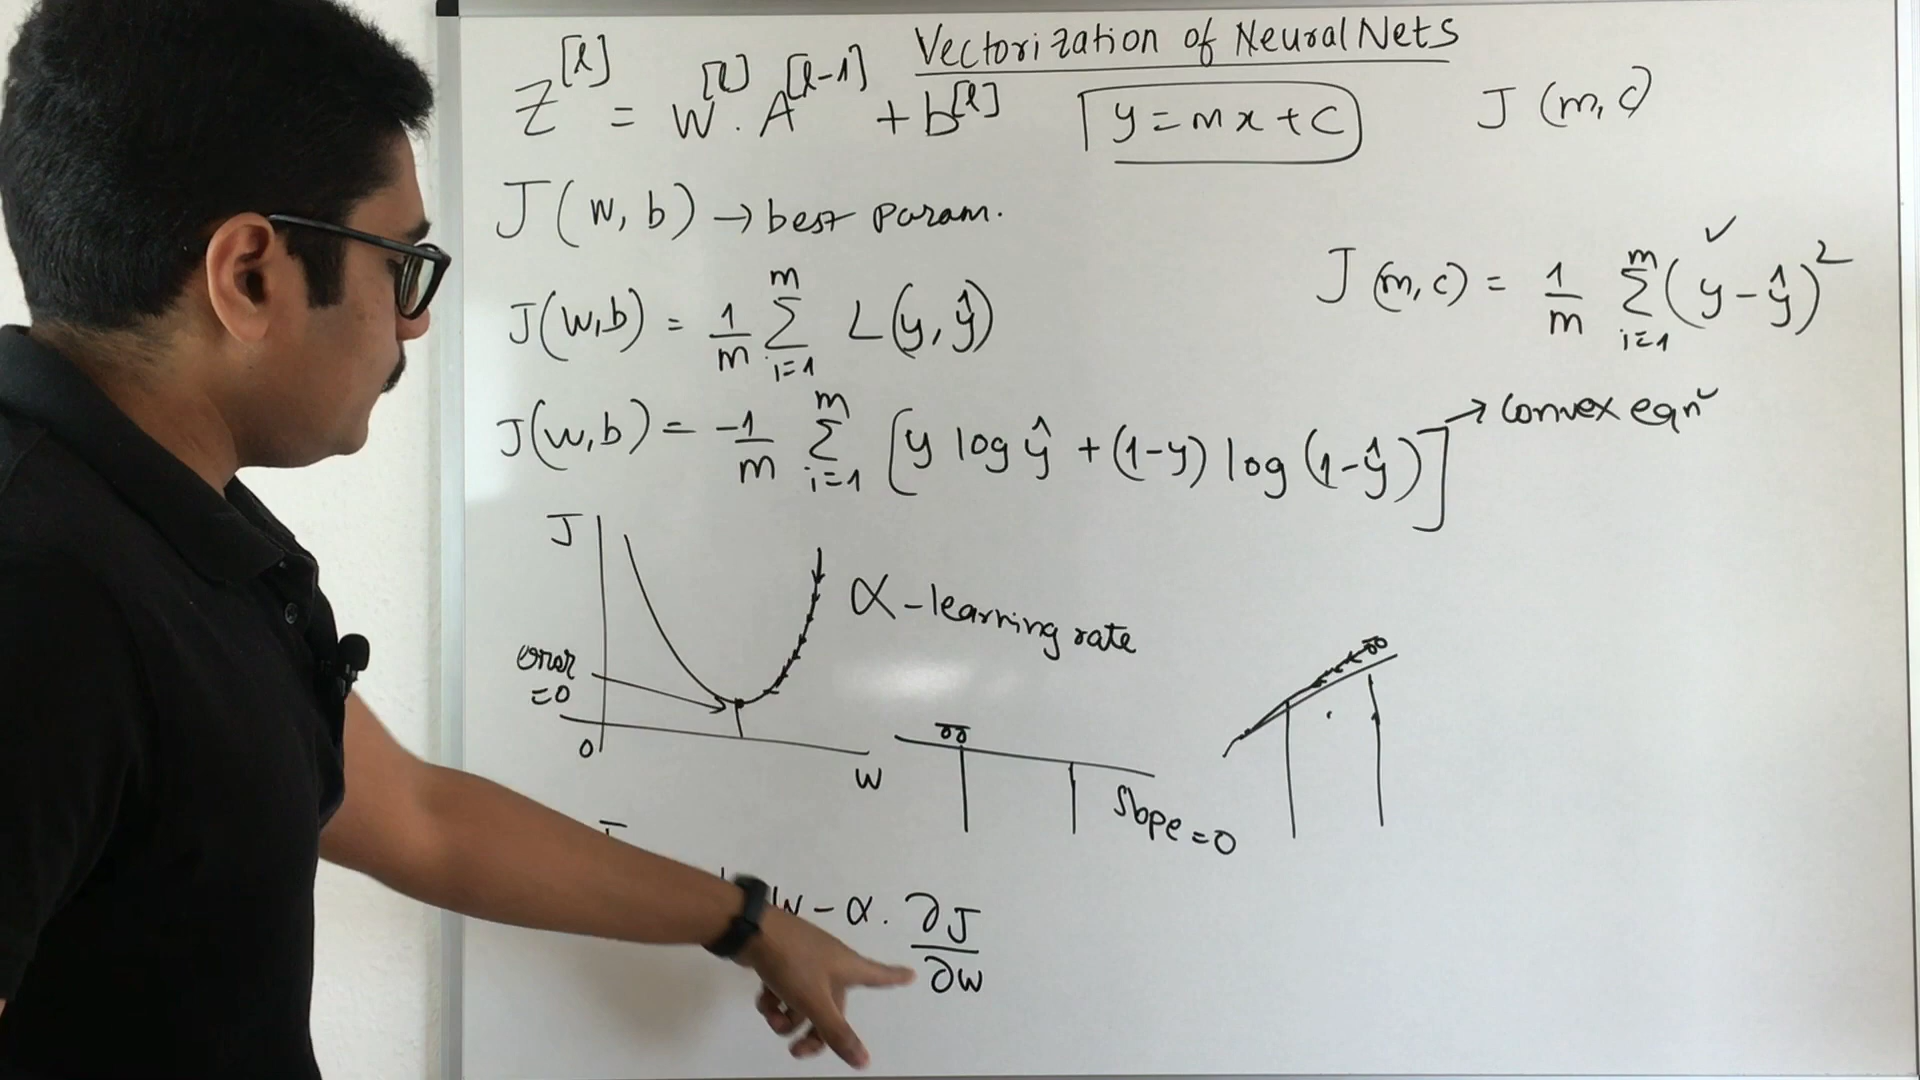 Vectorization of Neural Nets
Z^[l] = W^[l] . A^[l-1] + b^[l]
y = mx + c
J (m, c)
J (w, b) → best param.
J(w,b) = 1/m Σ_{i=1}^{m} L(y, ŷ)
J (m, c) = 1/m Σ_{i=1}^{m} (y - ŷ)^2
✓
J(w,b) = -1/m Σ_{i=1}^{m} [y log ŷ + (1-y) log (1-ŷ)] → convex eqn
J
α - learning rate
error
= 0
0
W
Slope = 0
W - α . ∂J/∂w